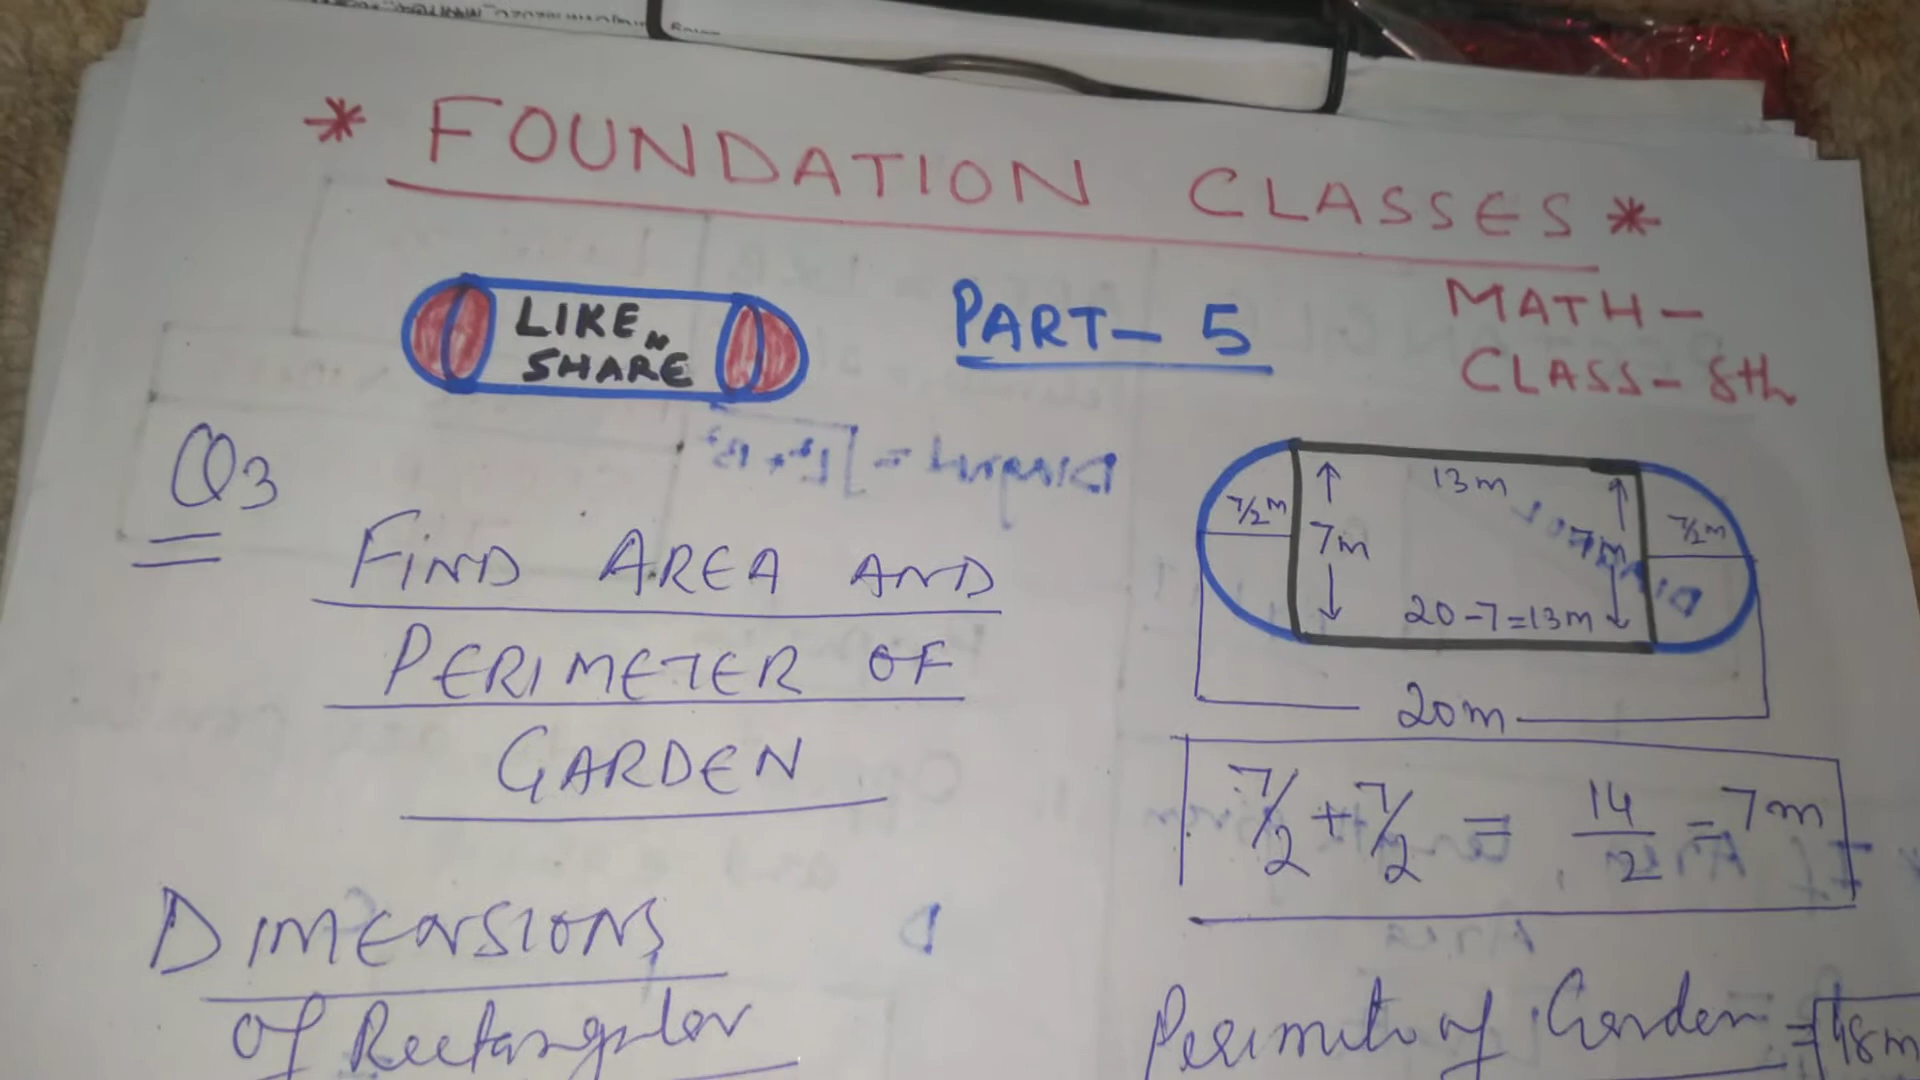 * FOUNDATION CLASSES *
LIKE n
SHARE
PART- 5
MATH-
CLASS- 8th
Q3
FIND AREA AND
PERIMETER OF
GARDEN
13m
7/2 m
7m
7m
7/2 m
20-7=13m
20m
7/2 + 7/2 = 14/2 = 7m
DIMENSIONS
of Rectangular
Perimeter of Garden = 48m